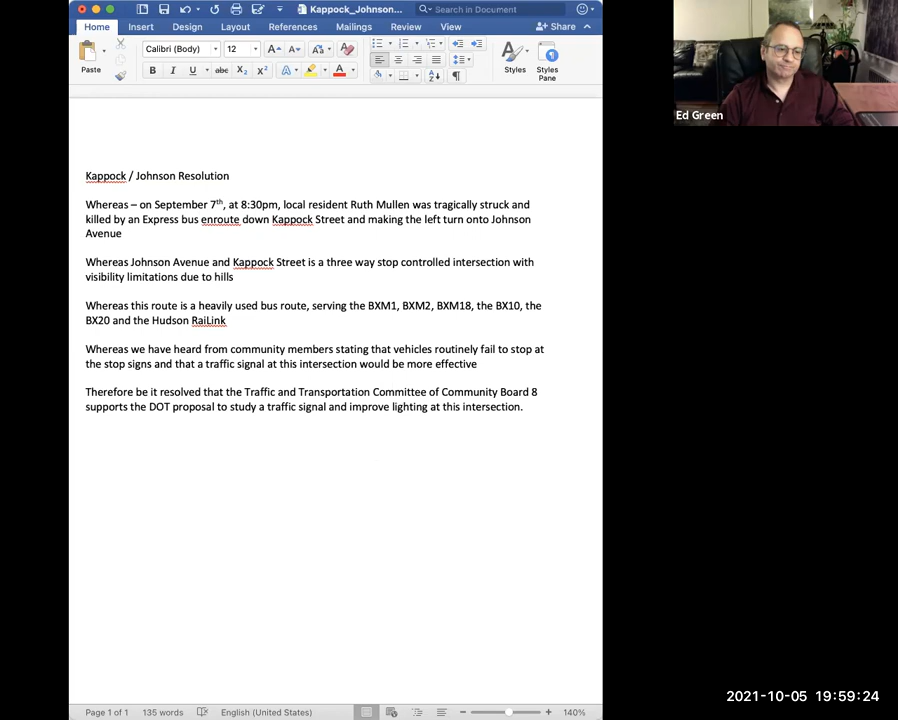 Kappock_Johnson...
Search in Document
Home Insert Design Layout References Mailings Review View Share
Paste
Calibri (Body) 12
Styles
Styles Pane
B I U abc X2 X2 A A
Kappock / Johnson Resolution
Whereas – on September 7th, at 8:30pm, local resident Ruth Mullen was tragically struck and
killed by an Express bus enroute down Kappock Street and making the left turn onto Johnson
Avenue
Whereas Johnson Avenue and Kappock Street is a three way stop controlled intersection with
visibility limitations due to hills
Whereas this route is a heavily used bus route, serving the BXM1, BXM2, BXM18, the BX10, the
BX20 and the Hudson RaiLink
Whereas we have heard from community members stating that vehicles routinely fail to stop at
the stop signs and that a traffic signal at this intersection would be more effective
Therefore be it resolved that the Traffic and Transportation Committee of Community Board 8
supports the DOT proposal to study a traffic signal and improve lighting at this intersection.
Page 1 of 1 135 words English (United States) 140%
Ed Green
2021-10-05 19:59:24